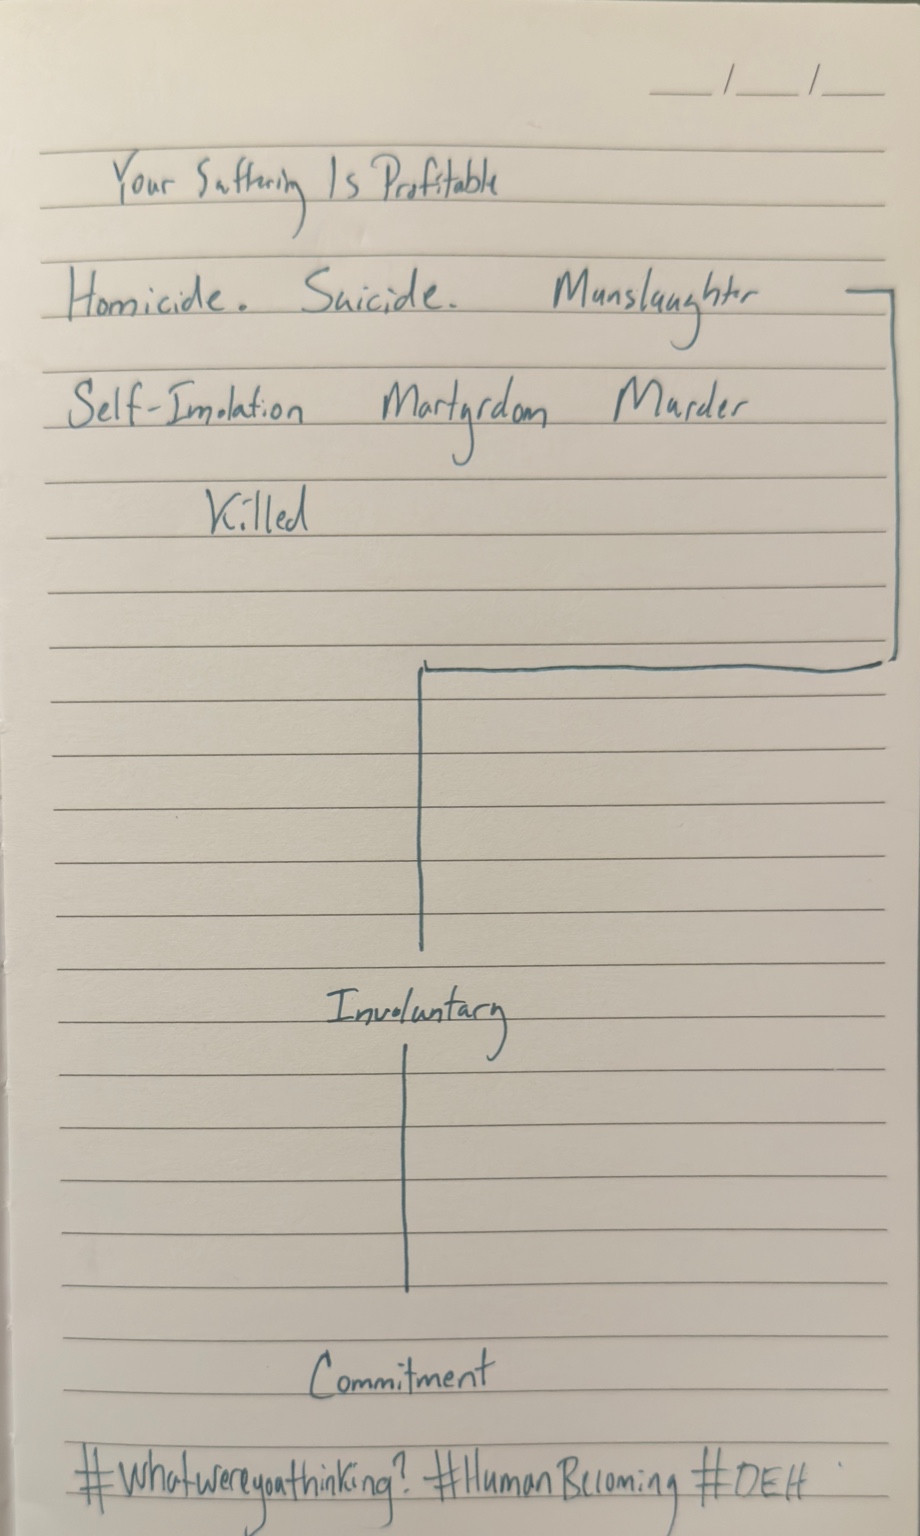 ___/___/___
Your Suffering Is Profitable
Homicide. Suicide. Manslaughter
Self-Imolation Martyrdom Murder
Killed
Involuntary
Commitment
#whatwereyouthinking? #HumanBecoming #DEH